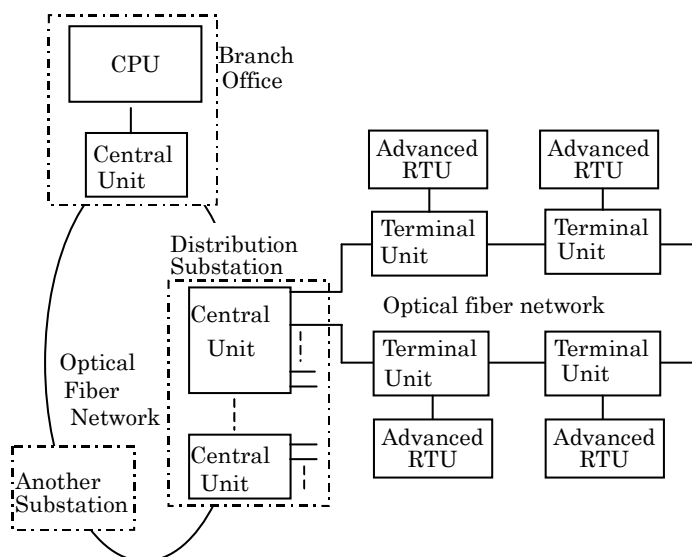 CPU
Branch
Office
Central
Unit
Advanced
RTU
Advanced
RTU
Terminal
Unit
Terminal
Unit
Distribution
Substation
Central
Unit
Optical fiber network
Terminal
Unit
Terminal
Unit
Optical
Fiber
Network
Advanced
RTU
Advanced
RTU
Central
Unit
Another
Substation